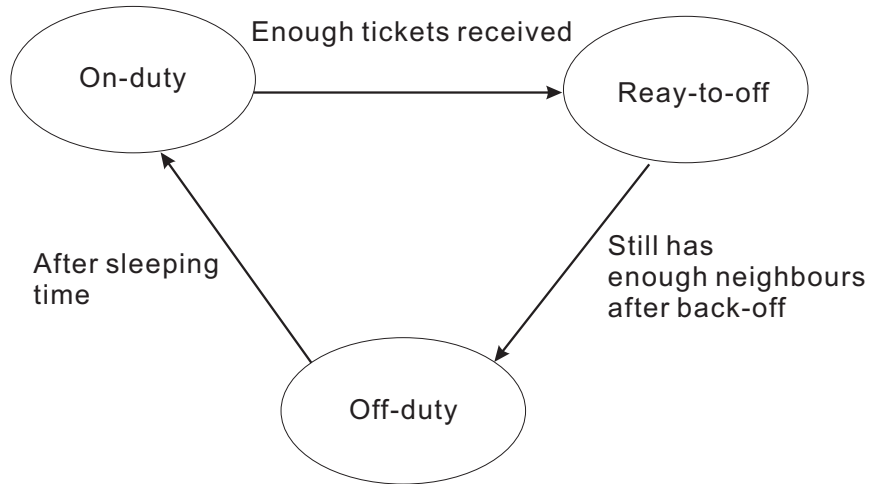 Enough tickets received
On-duty
Reay-to-off
After sleeping
time
Still has
enough neighbours
after back-off
Off-duty